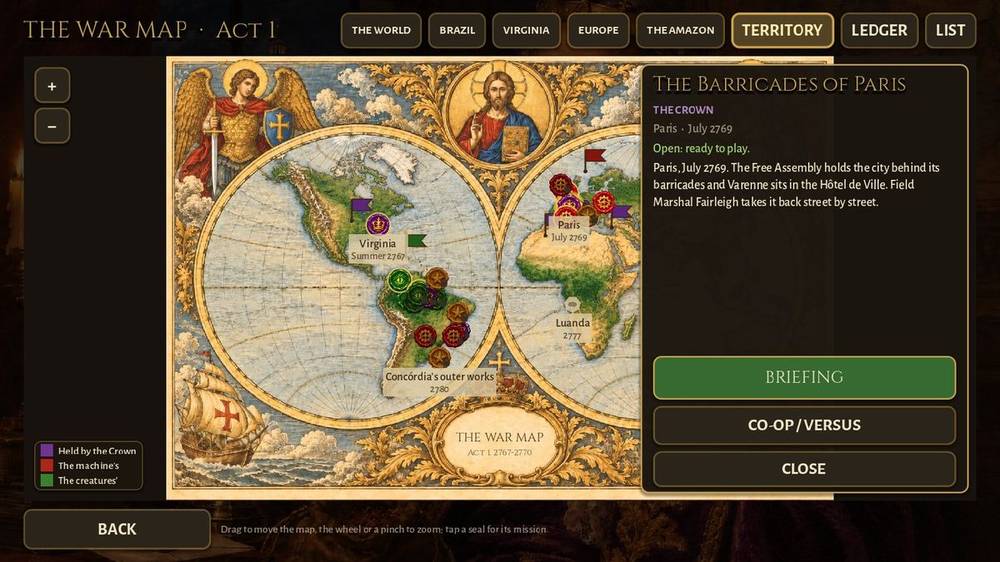 THE WAR MAP · ACT 1
THE WORLD
BRAZIL
VIRGINIA
EUROPE
THE AMAZON
TERRITORY
LEDGER
LIST
+
−
THE BARRICADES OF PARIS
THE CROWN
Paris · July 2769
Open: ready to play.
Paris, July 2769. The Free Assembly holds the city behind its
barricades and Varenne sits in the Hôtel de Ville. Field
Marshal Fairleigh takes it back street by street.
Virginia
Summer 2767
Paris
July 2769
Luanda
2777
Concórdia's outer works
2780
THE WAR MAP
ACT 1, 2767-2770
Held by the Crown
The machine's
The creatures'
BRIEFING
CO-OP / VERSUS
CLOSE
BACK
Drag to move the map, the wheel or a pinch to zoom; tap a seal for its mission.